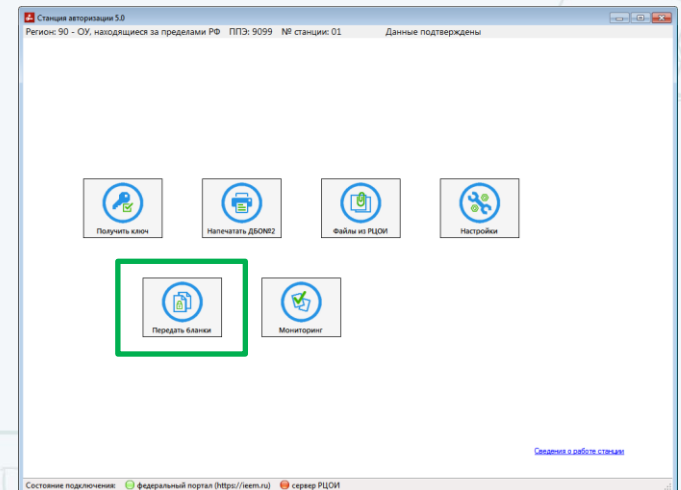 Станция авторизации 5.0
Регион: 90 - ОУ, находящиеся за пределами РФ ППЭ: 9099 № станции: 01 Данные подтверждены
Получить ключ Напечатать ДБО№2 Файлы из РЦОИ Настройки
Передать бланки Мониторинг
Сведения о работе станции
Состояние подключения: федеральный портал (https://ieem.ru) сервер РЦОИ